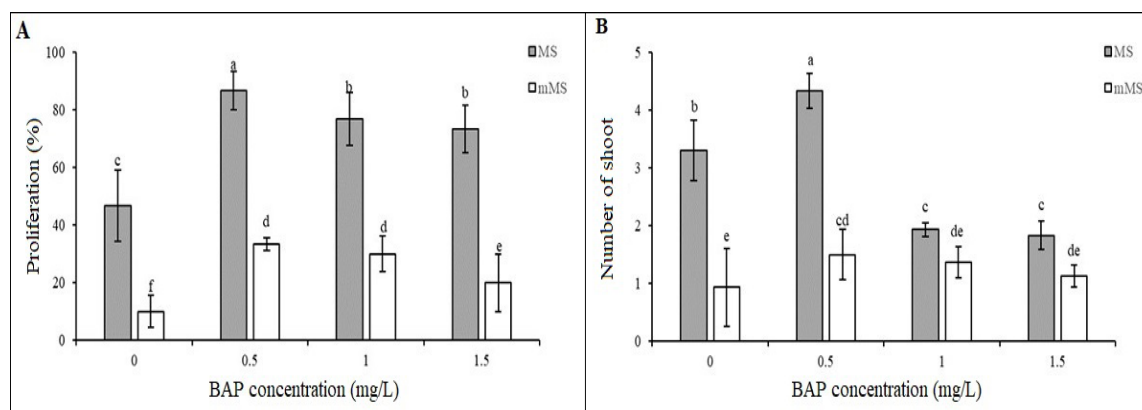 A
MS
mMS
Proliferation (%)
100
80
60
40
20
0
c
f
a
d
b
d
b
e
0
0.5
1
1.5
BAP concentration (mg/L)
B
MS
mMS
Number of shoot
5
4
3
2
1
0
b
e
a
cd
c
de
c
de
0
0.5
1
1.5
BAP concentration (mg/L)